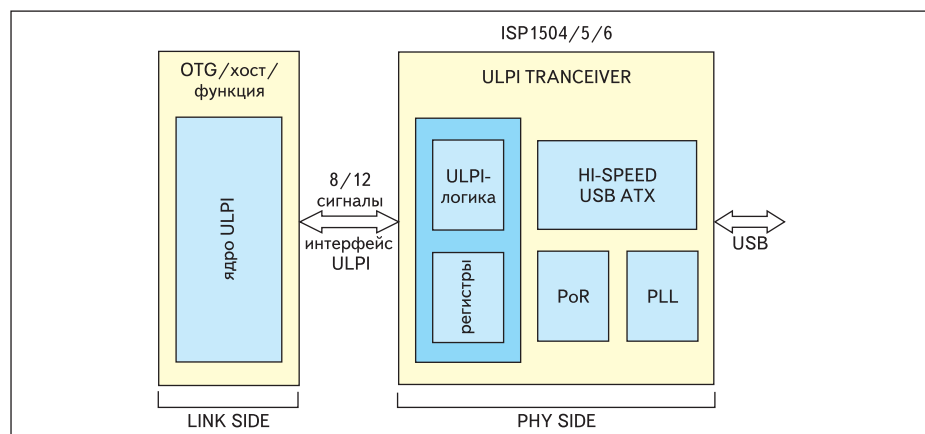 ISP1504/5/6
OTG/хост/
функция
ULPI TRANCEIVER
ядро ULPI
8/12
сигналы
интерфейс
ULPI
ULPI-
логика
регистры
HI-SPEED
USB ATX
PoR
PLL
USB
LINK SIDE
PHY SIDE